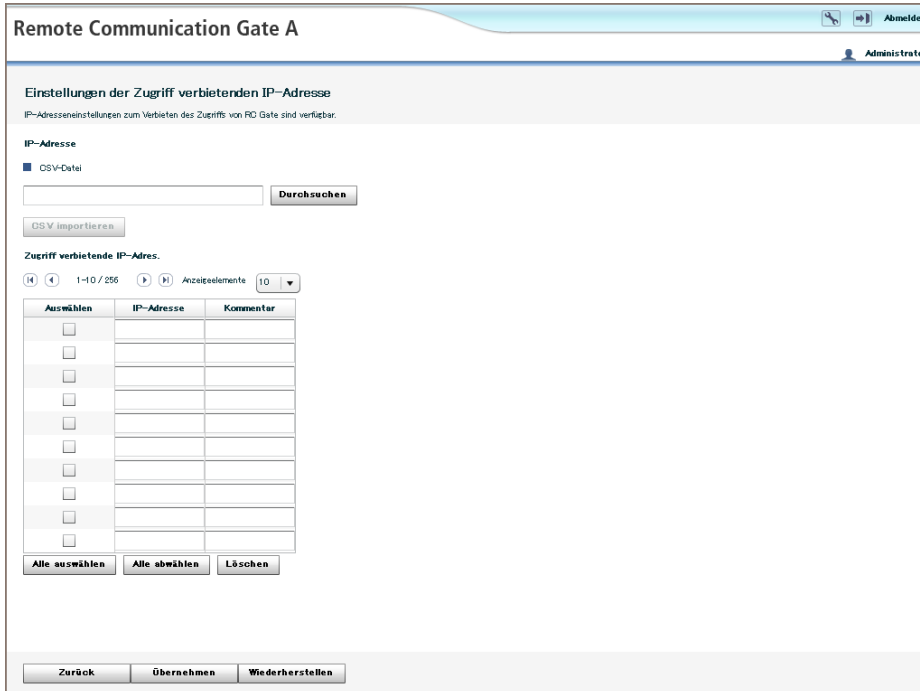 Remote Communication Gate A
Abmelde
Administrato
Einstellungen der Zugriff verbietenden IP-Adresse
IP-Adresseneinstellungen zum Verbieten des Zugriffs von RC Gate sind verfügbar.
IP-Adresse
CSV-Datei
Durchsuchen
CSV importieren
Zugriff verbietende IP-Adres.
1-10 / 256 Anzeigeelemente 10
Auswählen IP-Adresse Kommentar
Alle auswählen Alle abwählen Löschen
Zurück Übernehmen Wiederherstellen